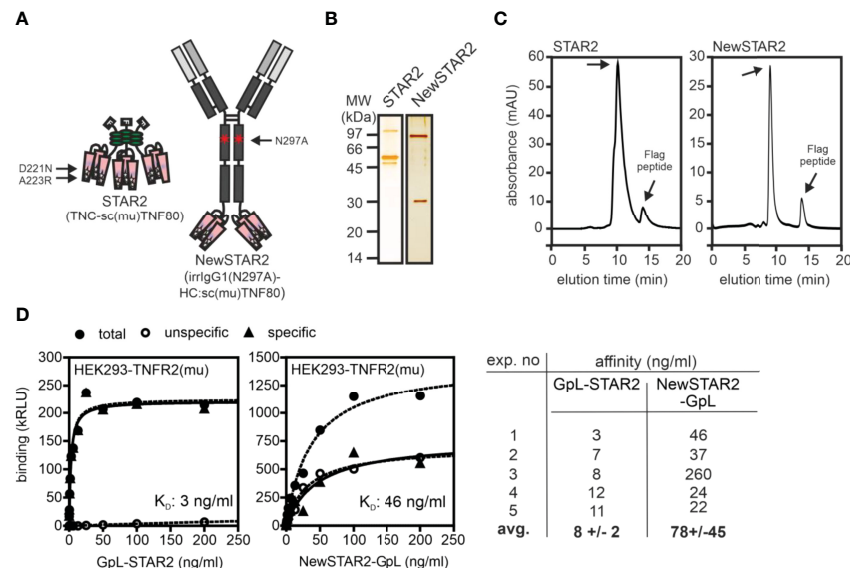 A
D221N
A223R
STAR2
(TNC-sc(mu)TNF80)
N297A
NewSTAR2
(irrIgG1(N297A)-
HC:sc(mu)TNF80)
B
STAR2
NewSTAR2
MW
(kDa)
97
66
45
30
20
14
C
STAR2
absorbance (mAU)
60
50
40
30
20
10
0
Flag
peptide
0 5 10 15 20
elution time (min)
NewSTAR2
30
25
20
15
10
5
0
Flag
peptide
0 5 10 15 20
elution time (min)
D
total unspecific specific
HEK293-TNFR2(mu)
binding (kRLU)
300
250
200
150
100
50
0
KD: 3 ng/ml
0 50 100 150 200 250
GpL-STAR2 (ng/ml)
HEK293-TNFR2(mu)
1500
1250
1000
750
500
250
0
KD: 46 ng/ml
0 50 100 150 200 250
NewSTAR2-GpL (ng/ml)
exp. no affinity (ng/ml)
GpL-STAR2 NewSTAR2
-GpL
1 3 46
2 7 37
3 8 260
4 12 24
5 11 22
avg. 8 +/- 2 78+/-45